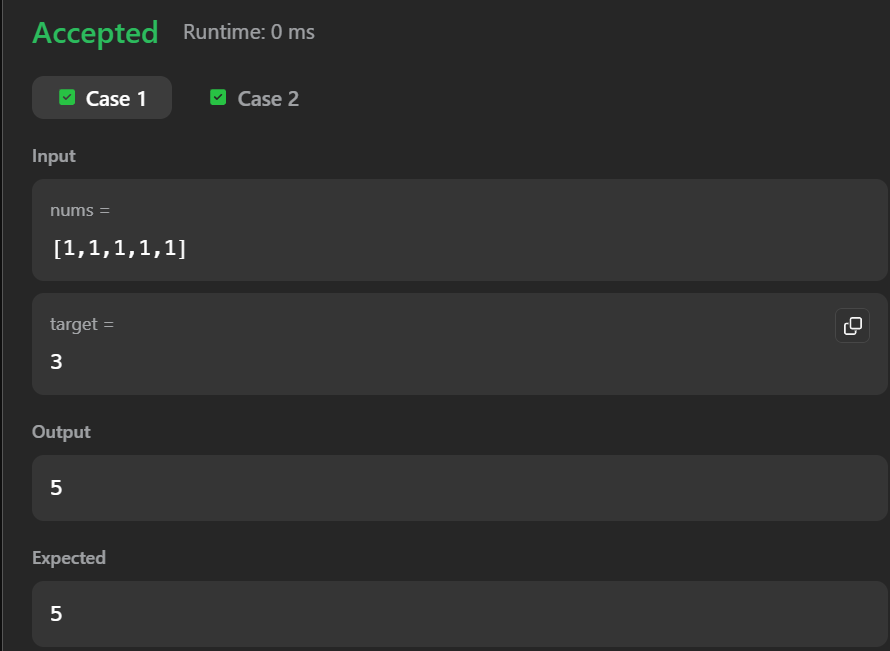 Accepted Runtime: 0 ms
Case 1 Case 2
Input
nums =
[1,1,1,1,1]
target =
3
Output
5
Expected
5